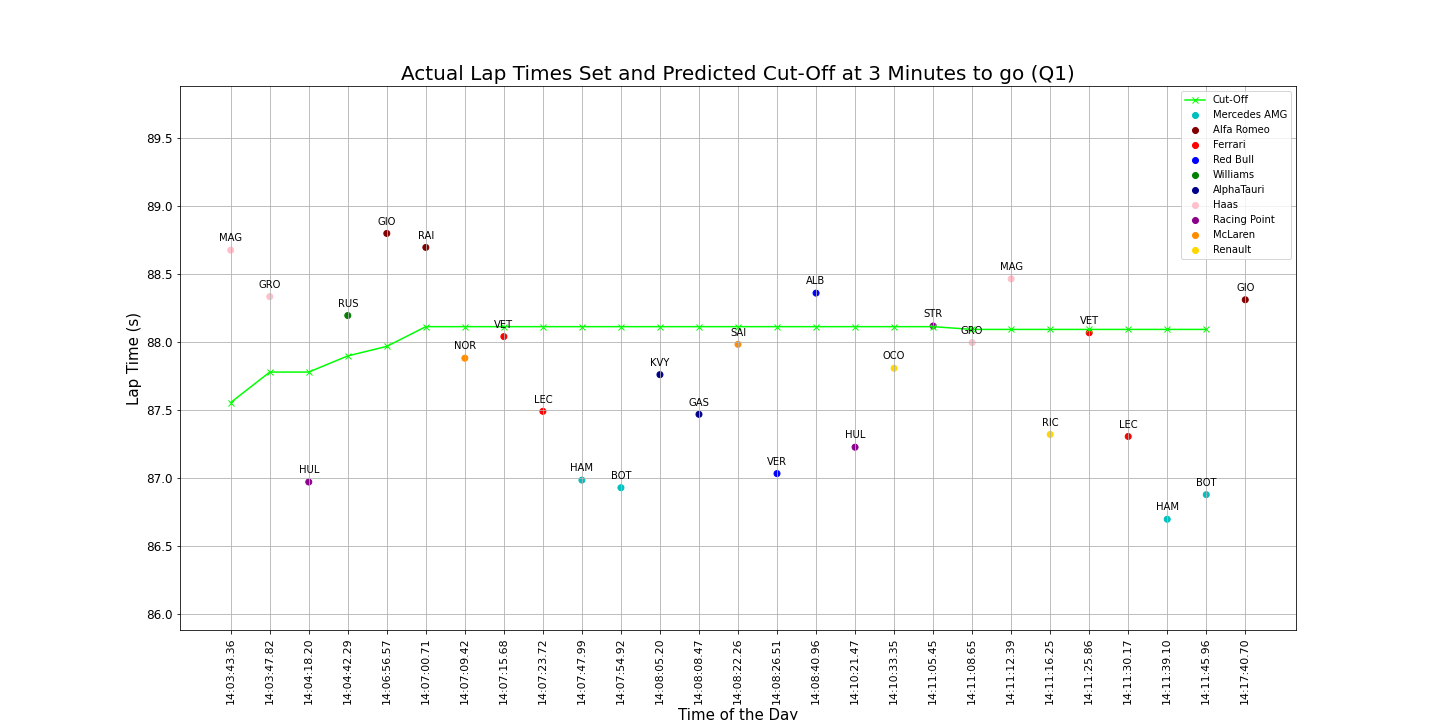 Actual Lap Times Set and Predicted Cut-Off at 3 Minutes to go (Q1)
Cut-Off
Mercedes AMG
Alfa Romeo
Ferrari
Red Bull
Williams
AlphaTauri
Haas
Racing Point
McLaren
Renault
Lap Time (s)
89.5
89.0
88.5
88.0
87.5
87.0
86.5
86.0
MAG
GRO
HUL
RUS
GIO
RAI
NOR
VET
LEC
HAM
BOT
KVY
GAS
SAI
VER
ALB
HUL
OCO
STR
GRO
MAG
RIC
VET
LEC
HAM
BOT
GIO
14:03:43.36
14:03:47.82
14:04:18.20
14:04:42.29
14:06:56.57
14:07:00.71
14:07:09.42
14:07:15.68
14:07:23.72
14:07:47.99
14:07:54.92
14:08:05.20
14:08:08.47
14:08:22.26
14:08:26.51
14:08:40.96
14:10:21.47
14:10:33.35
14:11:05.45
14:11:08.65
14:11:12.39
14:11:16.25
14:11:25.86
14:11:30.17
14:11:39.10
14:11:45.96
14:17:40.70
Time of the Day